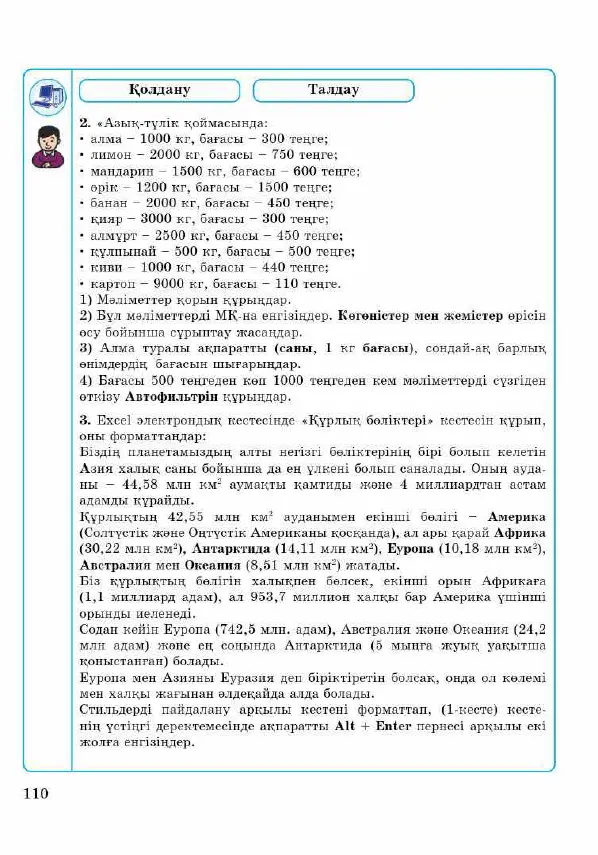 Қолдану
Талдау
2. «Азық-түлік қоймасында:
• алма – 1000 кг, бағасы – 300 теңге;
• лимон – 2000 кг, бағасы – 750 теңге;
• мандарин – 1500 кг, бағасы – 600 теңге;
• өрік – 1200 кг, бағасы – 1500 теңге;
• банан – 2000 кг, бағасы – 450 теңге;
• қияр – 3000 кг, бағасы – 300 теңге;
• алмұрт – 2500 кг, бағасы – 450 теңге;
• құлпынай – 500 кг, бағасы – 500 теңге;
• киви – 1000 кг, бағасы – 440 теңге;
• картоп – 9000 кг, бағасы – 110 теңге.
1) Мәліметтер қорын құрыңдар.
2) Бұл мәліметтерді МҚ-на енгізіңдер. Көгөністер мен жемістер өрісін
өсу бойынша сұрыптау жасаңдар.
3) Алма туралы ақпаратты (саны, 1 кг бағасы), сондай-ақ барлық
өнімдердің бағасын шығарыңдар.
4) Бағасы 500 теңгеден көп 1000 теңгеден кем мәліметтерді сүзгіден
өткізу Автофильтрін құрыңдар.
3. Excel электрондық кестесінде «Құрлық бөліктері» кестесін құрып,
оны форматтаңдар:
Біздің планетамыздың алты негізгі бөліктерінің бірі болып келетін
Азия халық саны бойынша да ең үлкені болып саналады. Оның ауда-
ны – 44,58 млн км² аумақты қамтиды және 4 миллиардтан астам
адамды құрайды.
Құрлықтың 42,55 млн км² ауданымен екінші бөлігі – Америка
(Солтүстік және Оңтүстік Американы қосқанда), ал ары қарай Африка
(30,22 млн км²), Антарктида (14,11 млн км²), Еуропа (10,18 млн км²),
Австралия мен Океания (8,51 млн км²) жатады.
Біз құрлықтың бөлігін халықпен бөлсек, екінші орын Африкаға
(1,1 миллиард адам), ал 953,7 миллион халқы бар Америка үшінші
орынды иеленеді.
Содан кейін Еуропа (742,5 млн. адам), Австралия және Океания (24,2
млн адам) және ең соңында Антарктида (5 мыңға жуық уақытша
қоныстанған) болады.
Еуропа мен Азияны Еуразия деп біріктіретін болсақ, онда ол көлемі
мен халқы жағынан әлдеқайда алда болады.
Стильдерді пайдалану арқылы кестені форматтап, (1-кесте) кесте-
нің үстіңгі деректемесінде ақпаратты Alt + Enter пернесі арқылы екі
жолға енгізіңдер.
110